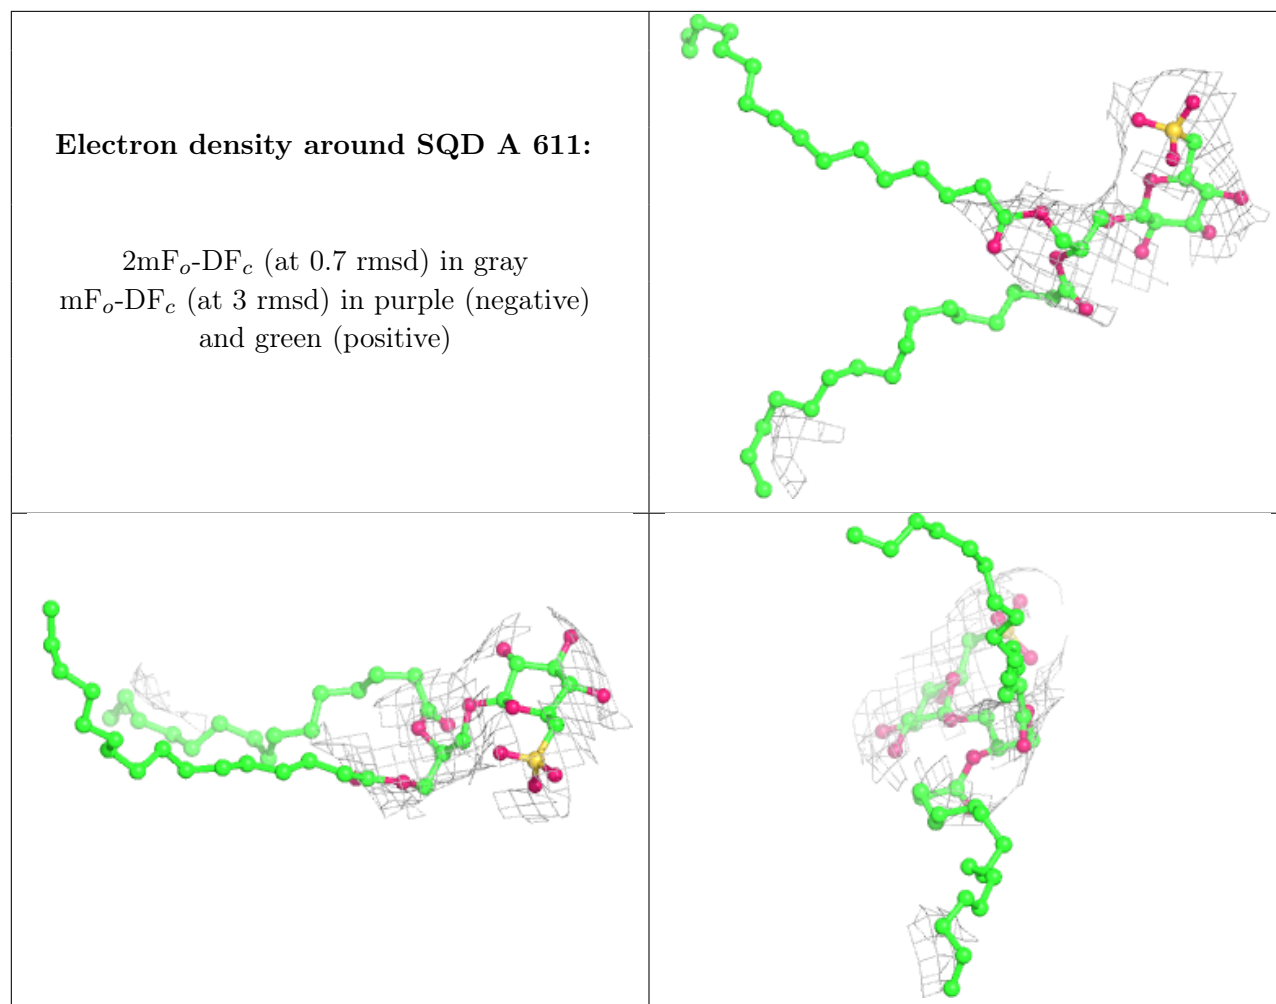 Electron density around SQD A 611:
2mFo-DFc (at 0.7 rmsd) in gray
mFo-DFc (at 3 rmsd) in purple (negative)
and green (positive)